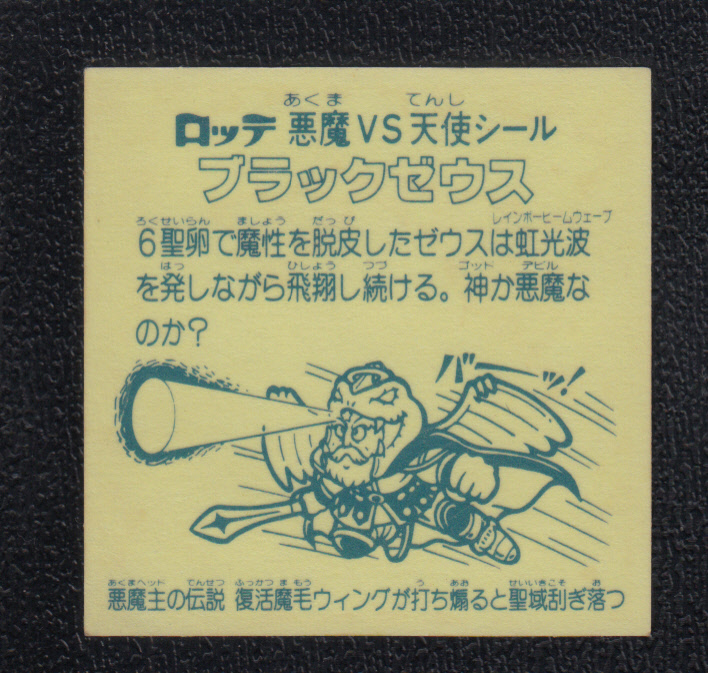 あくま てんし
ロッテ 悪魔VS天使シール
ブラックゼウス
ろくせいらん ましょう だっぴ レインボービームウェーブ
6聖卵で魔性を脱皮したゼウスは虹光波
はっ ひしょう つづ ゴッド デビル
を発しながら飛翔し続ける。神か悪魔な
のか?
バーーッ!
あくまヘッド でんせつ ふっかつ ま もう う あお せいいきこそ お
悪魔主の伝説 復活魔毛ウィングが打ち煽ると聖域刮ぎ落つ